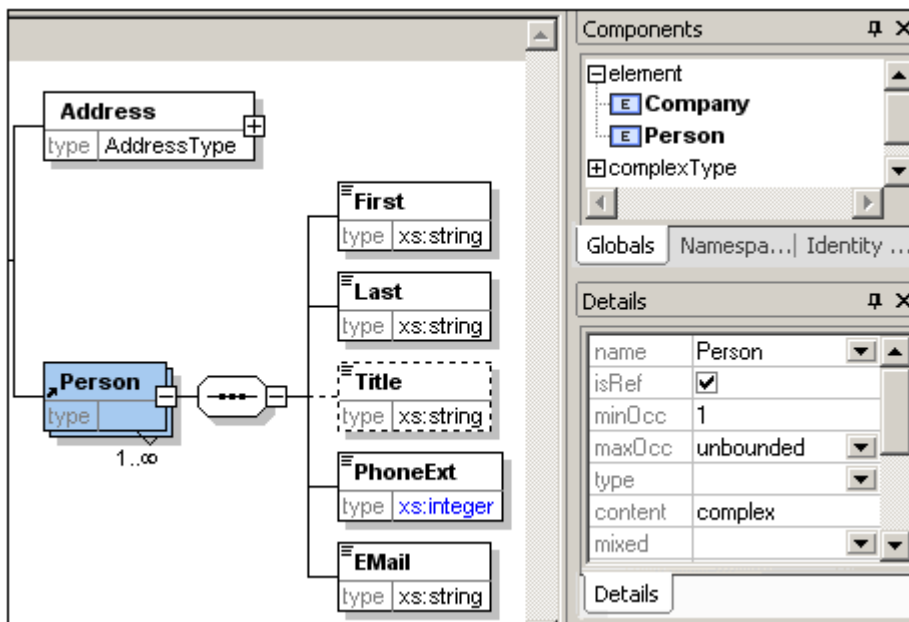 Address
type AddressType
First
type xs:string
Last
type xs:string
Person
type
1..∞
Title
type xs:string
PhoneExt
type xs:integer
EMail
type xs:string
Components
element
E Company
E Person
complexType
Globals Namespa... Identity ...
Details
name Person
isRef
minOcc 1
maxOcc unbounded
type
content complex
mixed
Details